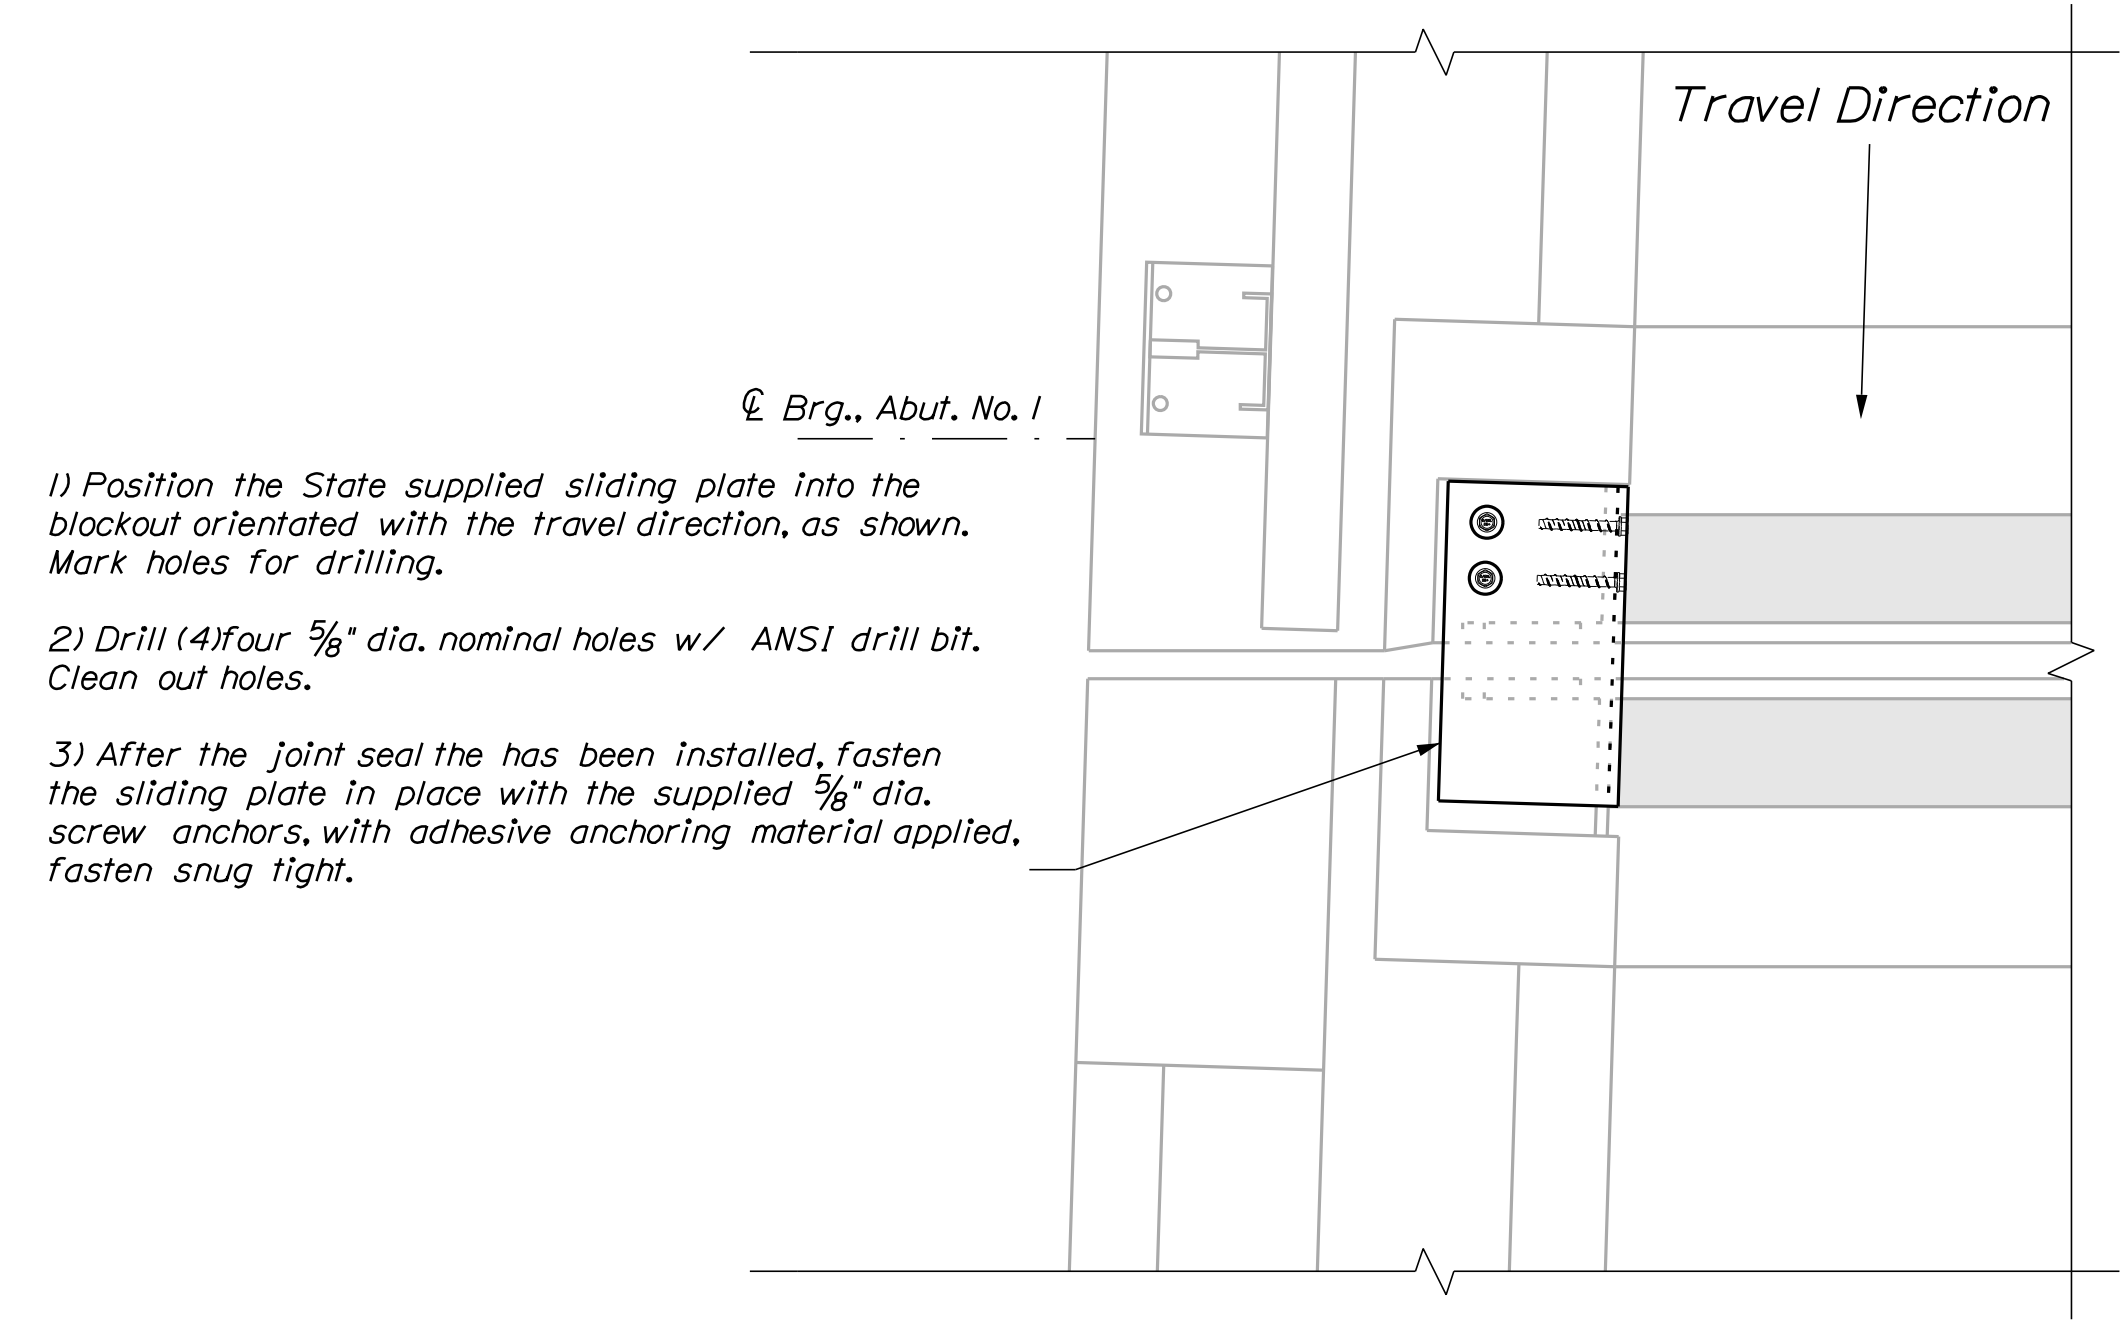 Travel Direction
℄ Brg., Abut. No. 1
1) Position the State supplied sliding plate into the
blockout orientated with the travel direction, as shown.
Mark holes for drilling.
2) Drill (4)four 5/8" dia. nominal holes w/ ANSI drill bit.
Clean out holes.
3) After the joint seal the has been installed, fasten
the sliding plate in place with the supplied 5/8" dia.
screw anchors, with adhesive anchoring material applied,
fasten snug tight.